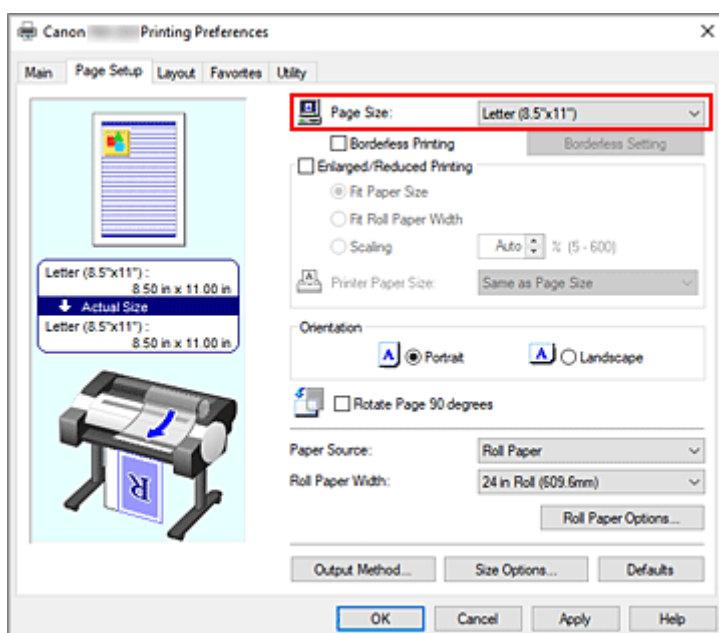 Canon Printing Preferences
Main Page Setup Layout Favorites Utility
Page Size: Letter (8.5"x11")
Borderless Printing Borderless Setting
Enlarged/Reduced Printing
Fit Paper Size
Fit Roll Paper Width
Scaling Auto % (5 - 600)
Printer Paper Size: Same as Page Size
Letter (8.5"x11") :
8.50 in x 11.00 in
Actual Size
Letter (8.5"x11") :
8.50 in x 11.00 in
Orientation
A Portrait A Landscape
Rotate Page 90 degrees
R
Paper Source: Roll Paper
Roll Paper Width: 24 in Roll (609.6mm)
Roll Paper Options...
Output Method... Size Options... Defaults
OK Cancel Apply Help